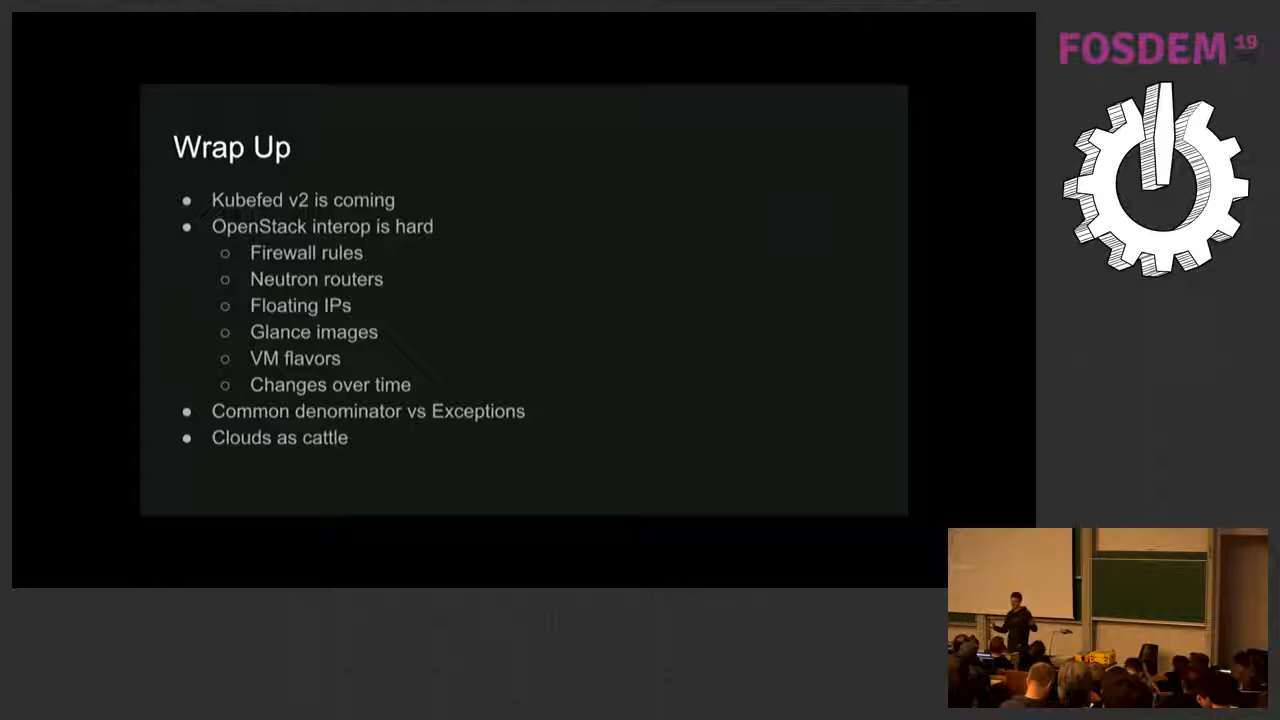 FOSDEM 19
Wrap Up
● Kubefed v2 is coming
● OpenStack interop is hard
○ Firewall rules
○ Neutron routers
○ Floating IPs
○ Glance images
○ VM flavors
○ Changes over time
● Common denominator vs Exceptions
● Clouds as cattle